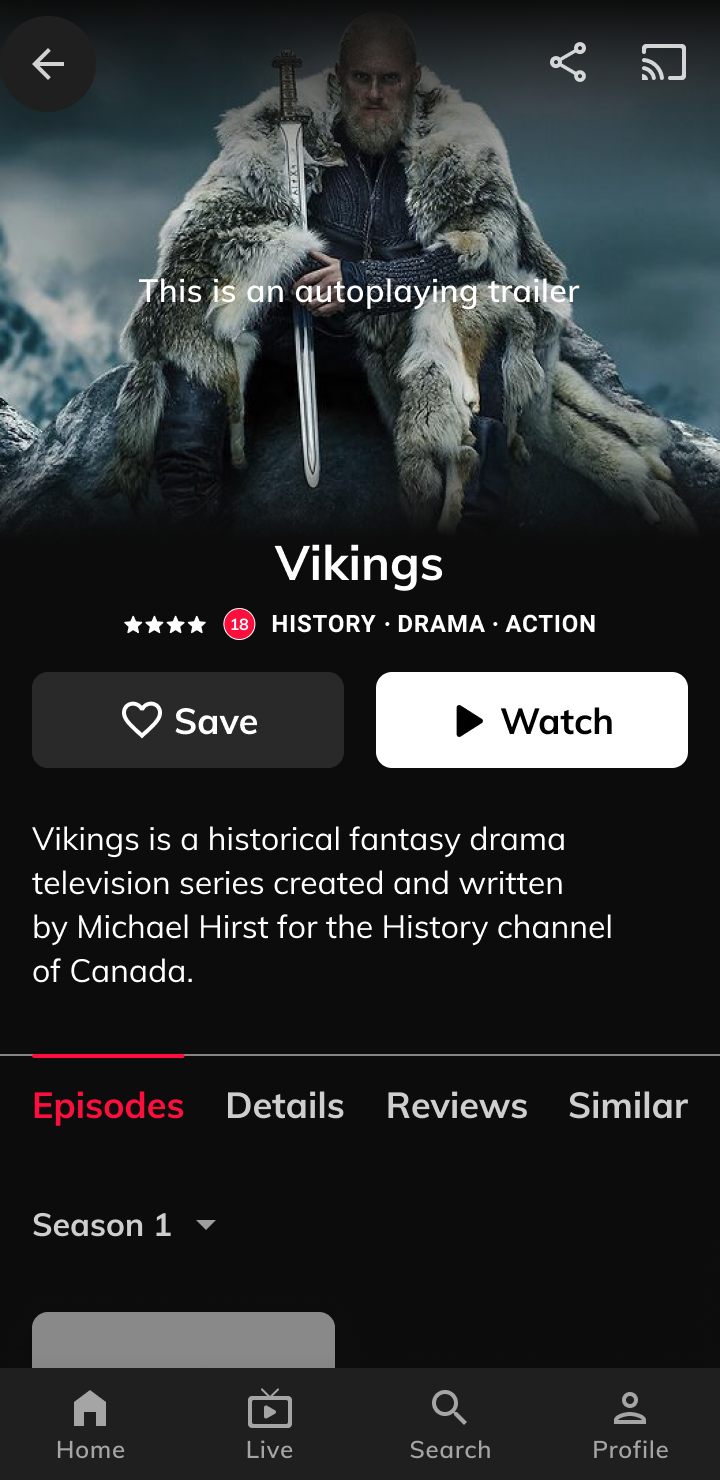 This is an autoplaying trailer
Vikings
18 HISTORY · DRAMA · ACTION
Save
Watch
Vikings is a historical fantasy drama
television series created and written
by Michael Hirst for the History channel
of Canada.
Episodes Details Reviews Similar
Season 1
Home Live Search Profile